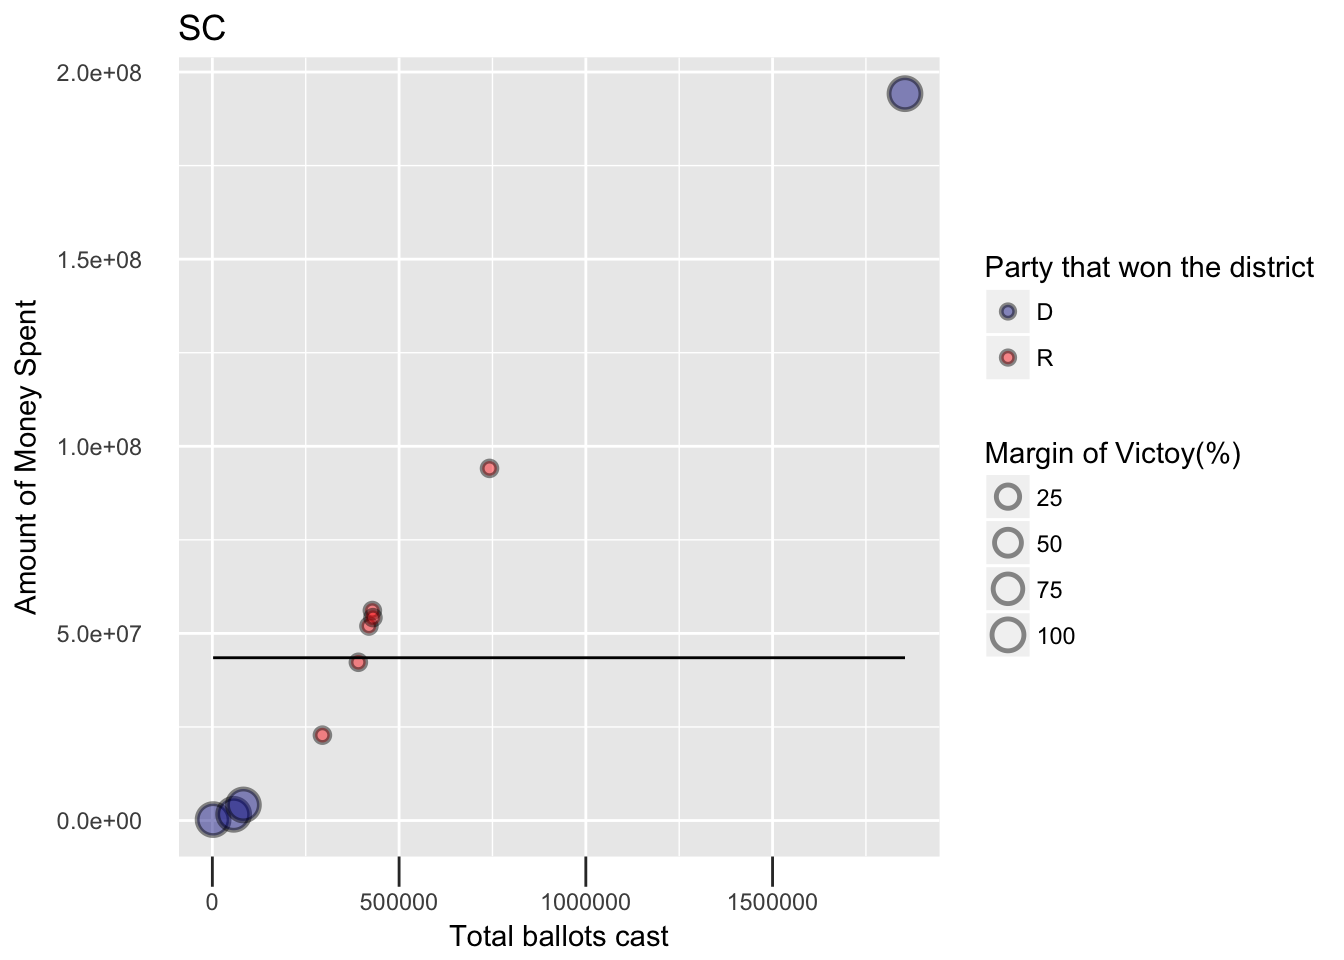 SC
2.0e+08
1.5e+08
1.0e+08
5.0e+07
0.0e+00
Amount of Money Spent
0
500000
1000000
1500000
Total ballots cast
Party that won the district
D
R
Margin of Victoy(%)
25
50
75
100